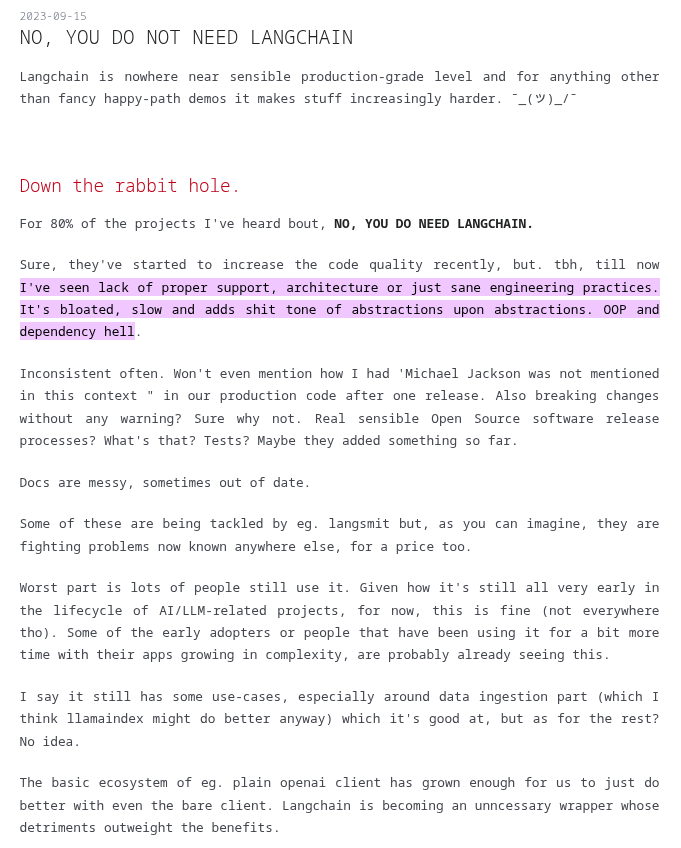 2023-09-15
NO, YOU DO NOT NEED LANGCHAIN
Langchain is nowhere near sensible production-grade level and for anything other
than fancy happy-path demos it makes stuff increasingly harder. ¯_(ツ)_/¯
Down the rabbit hole.
For 80% of the projects I've heard bout, NO, YOU DO NEED LANGCHAIN.
Sure, they've started to increase the code quality recently, but. tbh, till now
I've seen lack of proper support, architecture or just sane engineering practices.
It's bloated, slow and adds shit tone of abstractions upon abstractions. OOP and
dependency hell.
Inconsistent often. Won't even mention how I had 'Michael Jackson was not mentioned
in this context " in our production code after one release. Also breaking changes
without any warning? Sure why not. Real sensible Open Source software release
processes? What's that? Tests? Maybe they added something so far.
Docs are messy, sometimes out of date.
Some of these are being tackled by eg. langsmit but, as you can imagine, they are
fighting problems now known anywhere else, for a price too.
Worst part is lots of people still use it. Given how it's still all very early in
the lifecycle of AI/LLM-related projects, for now, this is fine (not everywhere
tho). Some of the early adopters or people that have been using it for a bit more
time with their apps growing in complexity, are probably already seeing this.
I say it still has some use-cases, especially around data ingestion part (which I
think llamaindex might do better anyway) which it's good at, but as for the rest?
No idea.
The basic ecosystem of eg. plain openai client has grown enough for us to just do
better with even the bare client. Langchain is becoming an unncessary wrapper whose
detriments outweight the benefits.